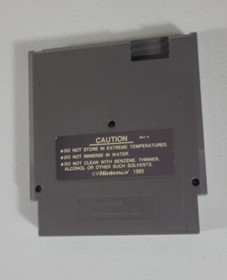 CAUTION
•DO NOT STORE IN EXTREME TEMPERATURES.
•DO NOT IMMERSE IN WATER.
•DO NOT CLEAN WITH BENZENE, THINNER,
ALCOHOL OR OTHER SUCH SOLVENTS.
©Nintendo 1985